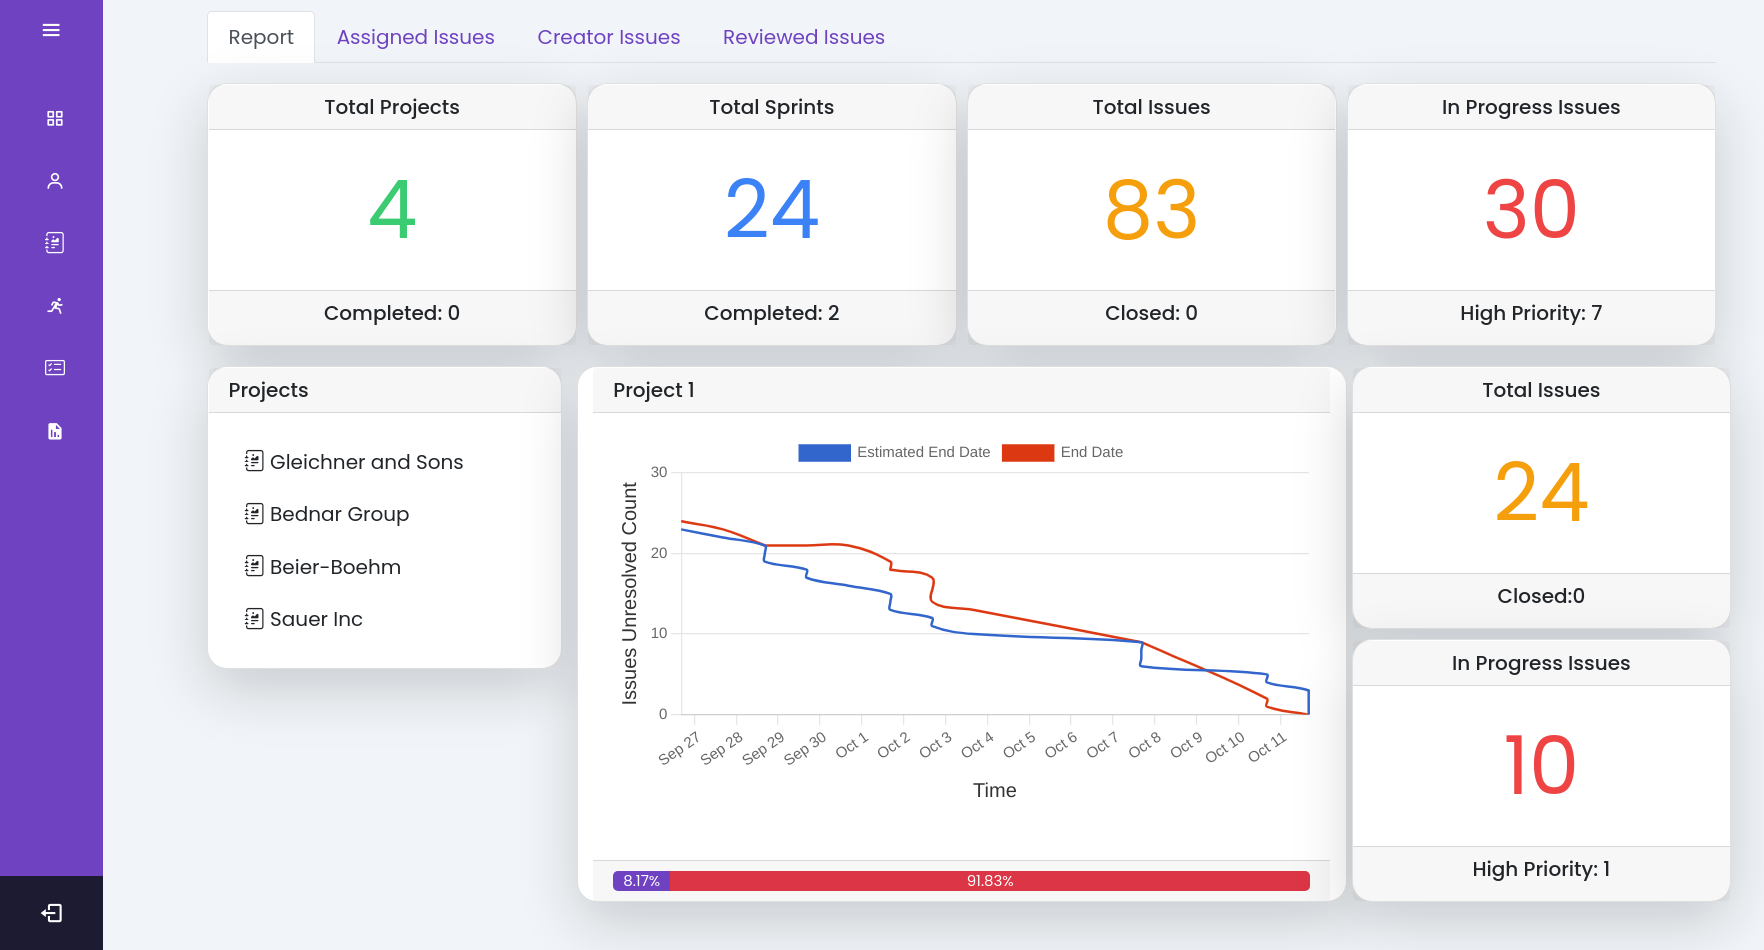 Report
Assigned Issues
Creator Issues
Reviewed Issues
Total Projects
4
Completed: 0
Total Sprints
24
Completed: 2
Total Issues
83
Closed: 0
In Progress Issues
30
High Priority: 7
Projects
Gleichner and Sons
Bednar Group
Beier-Boehm
Sauer Inc
Project 1
Estimated End Date
End Date
Issues Unresolved Count
30
20
10
0
Sep 27
Sep 28
Sep 29
Sep 30
Oct 1
Oct 2
Oct 3
Oct 4
Oct 5
Oct 6
Oct 7
Oct 8
Oct 9
Oct 10
Oct 11
Time
8.17%
91.83%
Total Issues
24
Closed:0
In Progress Issues
10
High Priority: 1